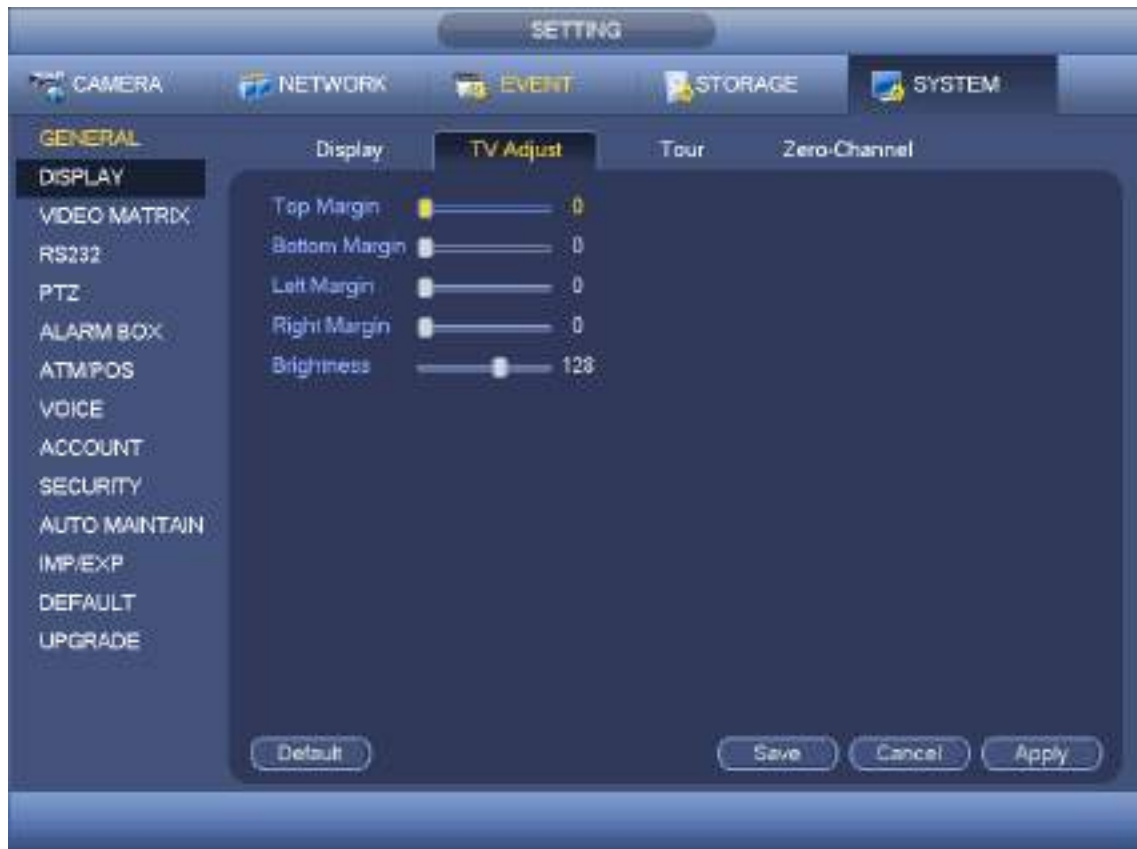 SETTING
CAMERA NETWORK EVENT STORAGE SYSTEM
GENERAL
DISPLAY
VIDEO MATRIX
RS232
PTZ
ALARM BOX
ATM/POS
VOICE
ACCOUNT
SECURITY
AUTO MAINTAIN
IMP/EXP
DEFAULT
UPGRADE
Display TV Adjust Tour Zero-Channel
Top Margin 0
Bottom Margin 0
Left Margin 0
Right Margin 0
Brightness 128
Default Save Cancel Apply